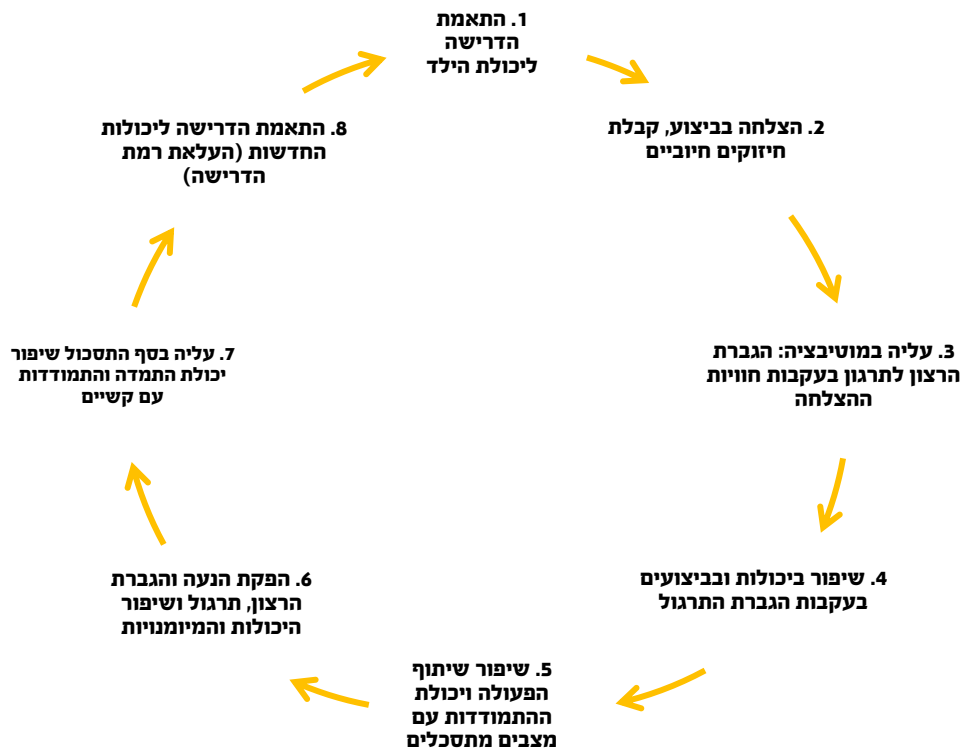 1. התאמת
הדרישה
ליכולת הילד
2. הצלחה בביצוע, קבלת
חיזוקים חיוביים
3. עליה במוטיבציה: הגברת
הרצון לתרגון בעקבות חוויות
ההצלחה
4. שיפור ביכולות ובביצועים
בעקבות הגברת התרגול
5. שיפור שיתוף
הפעולה ויכולת
ההתמודדות עם
מצבים מתסכלים
6. הפקת הנעה והגברת
הרצון, תרגול ושיפור
היכולות והמיומנויות
7. עליה בסף התסכול שיפור
יכולת התמדה והתמודדות
עם קשיים
8. התאמת הדרישה ליכולות
החדשות (העלאת רמת
הדרישה)